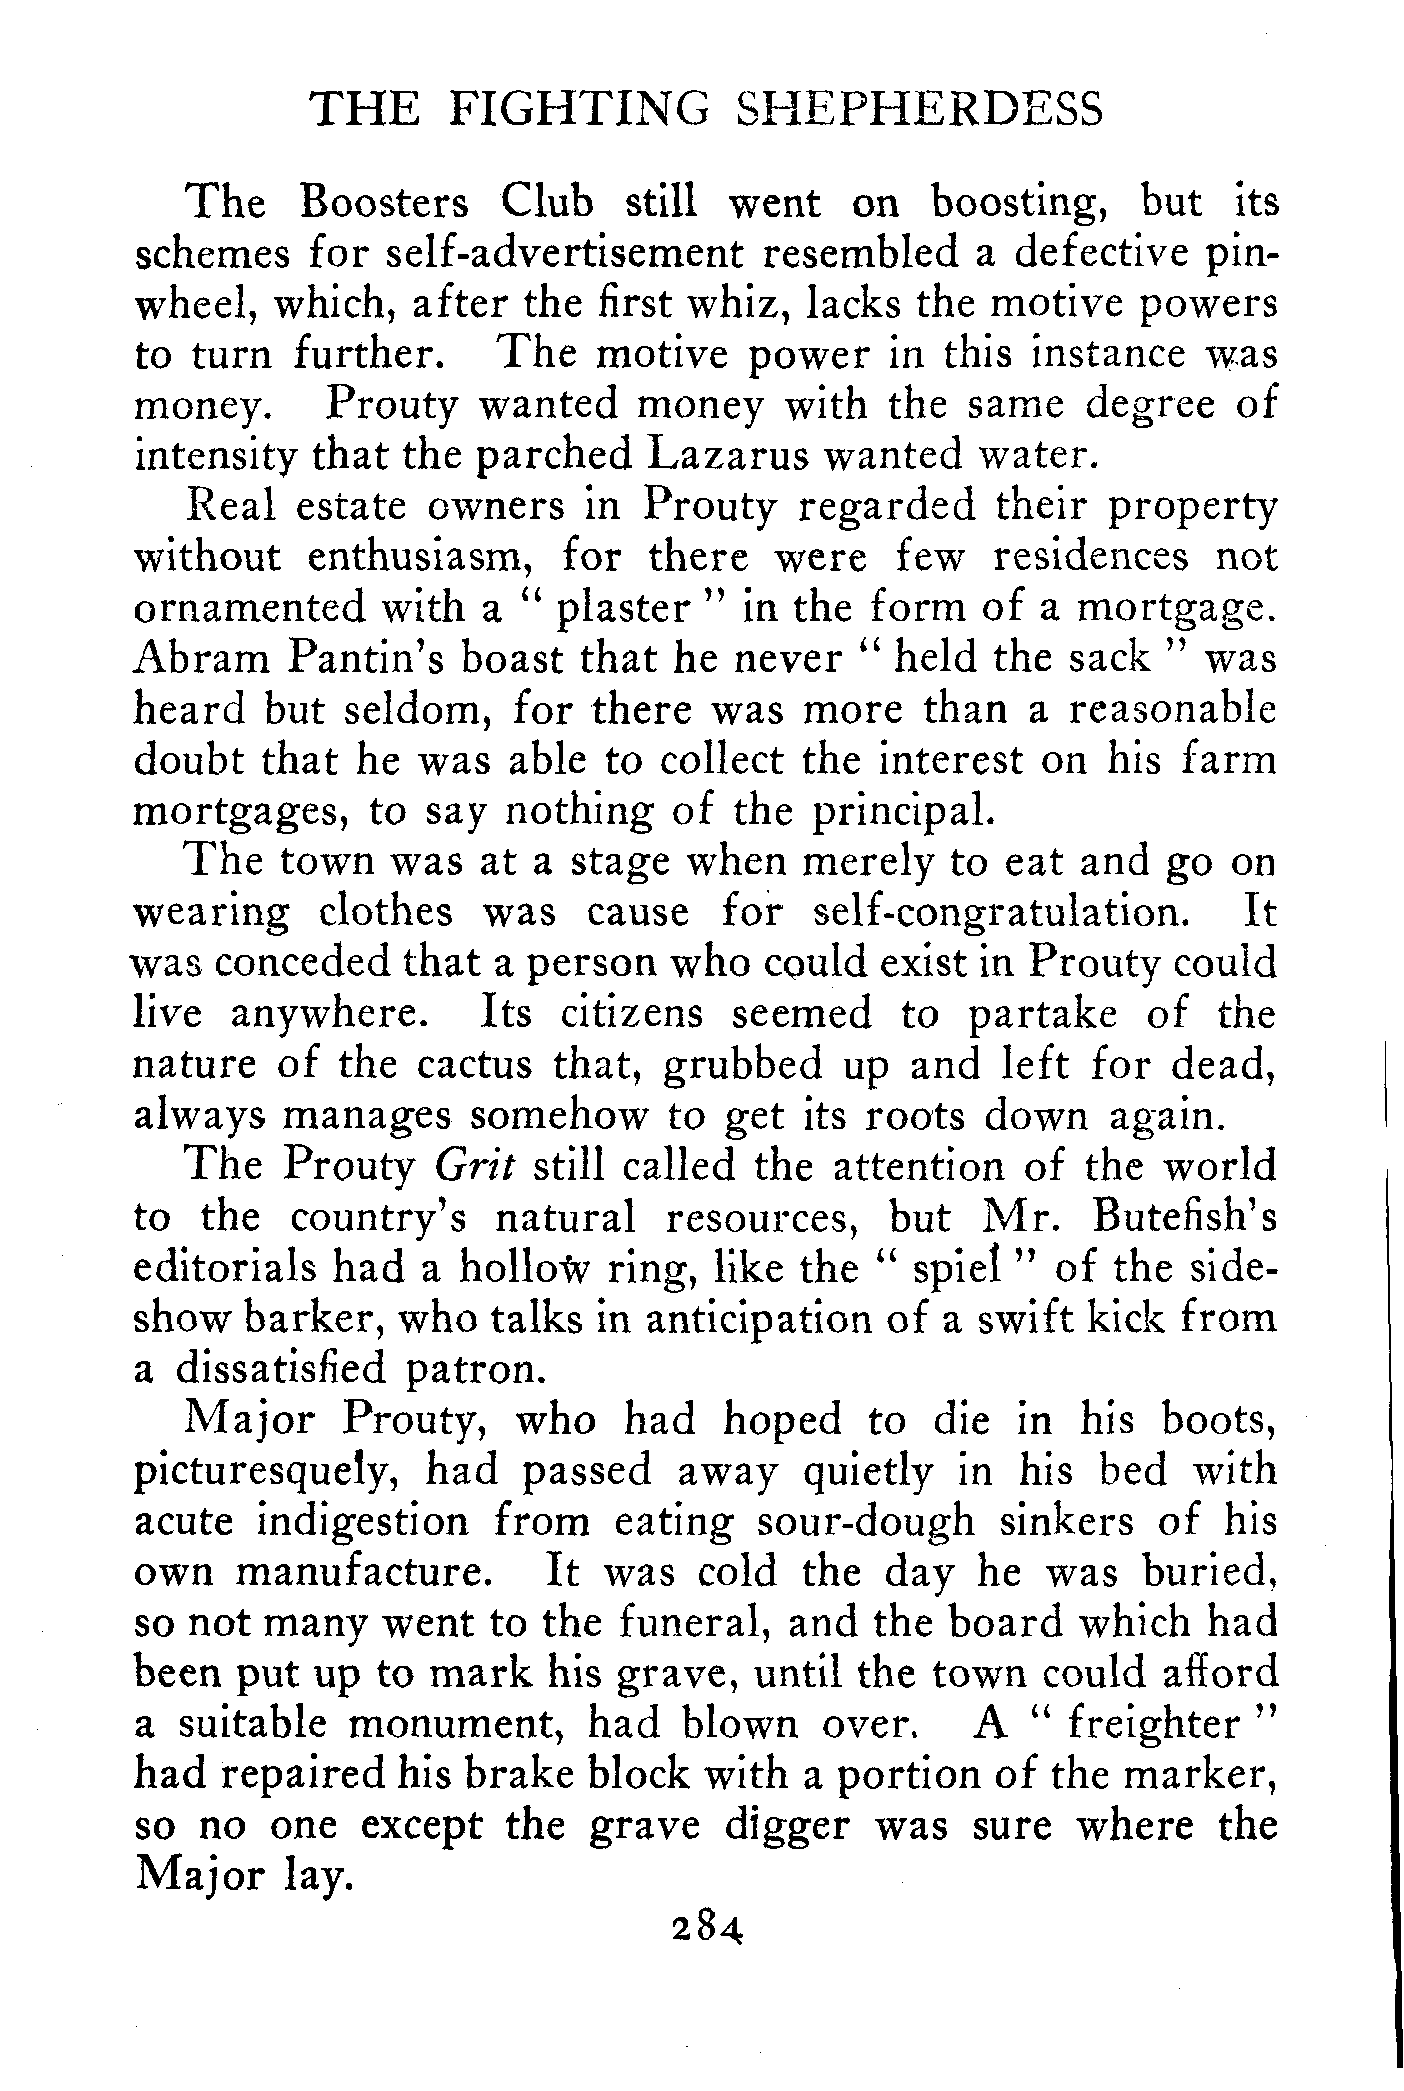 THE FIGHTING SHEPHERDESS
The Boosters Club still went on boosting, but its
schemes for self-advertisement resembled a defective pin-
wheel, which, after the first whiz, lacks the motive powers
to turn further. The motive power in this instance was
money. Prouty wanted money with the same degree of
intensity that the parched Lazarus wanted water.
Real estate owners in Prouty regarded their property
without enthusiasm, for there were few residences not
ornamented with a " plaster " in the form of a mortgage.
Abram Pantin's boast that he never " held the sack " was
heard but seldom, for there was more than a reasonable
doubt that he was able to collect the interest on his farm
mortgages, to say nothing of the principal.
The town was at a stage when merely to eat and go on
wearing clothes was cause for self-congratulation. It
was conceded that a person who could exist in Prouty could
live anywhere. Its citizens seemed to partake of the
nature of the cactus that, grubbed up and left for dead,
always manages somehow to get its roots down again.
The Prouty Grit still called the attention of the world
to the country's natural resources, but Mr. Butefish's
editorials had a hollow ring, like the " spiel " of the side-
show barker, who talks in anticipation of a swift kick from
a dissatisfied patron.
Major Prouty, who had hoped to die in his boots,
picturesquely, had passed away quietly in his bed with
acute indigestion from eating sour-dough sinkers of his
own manufacture. It was cold the day he was buried,
so not many went to the funeral, and the board which had
been put up to mark his grave, until the town could afford
a suitable monument, had blown over. A " freighter "
had repaired his brake block with a portion of the marker,
so no one except the grave digger was sure where the
Major lay.
284